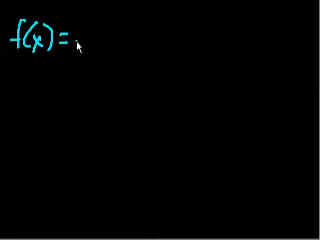 f(x) =